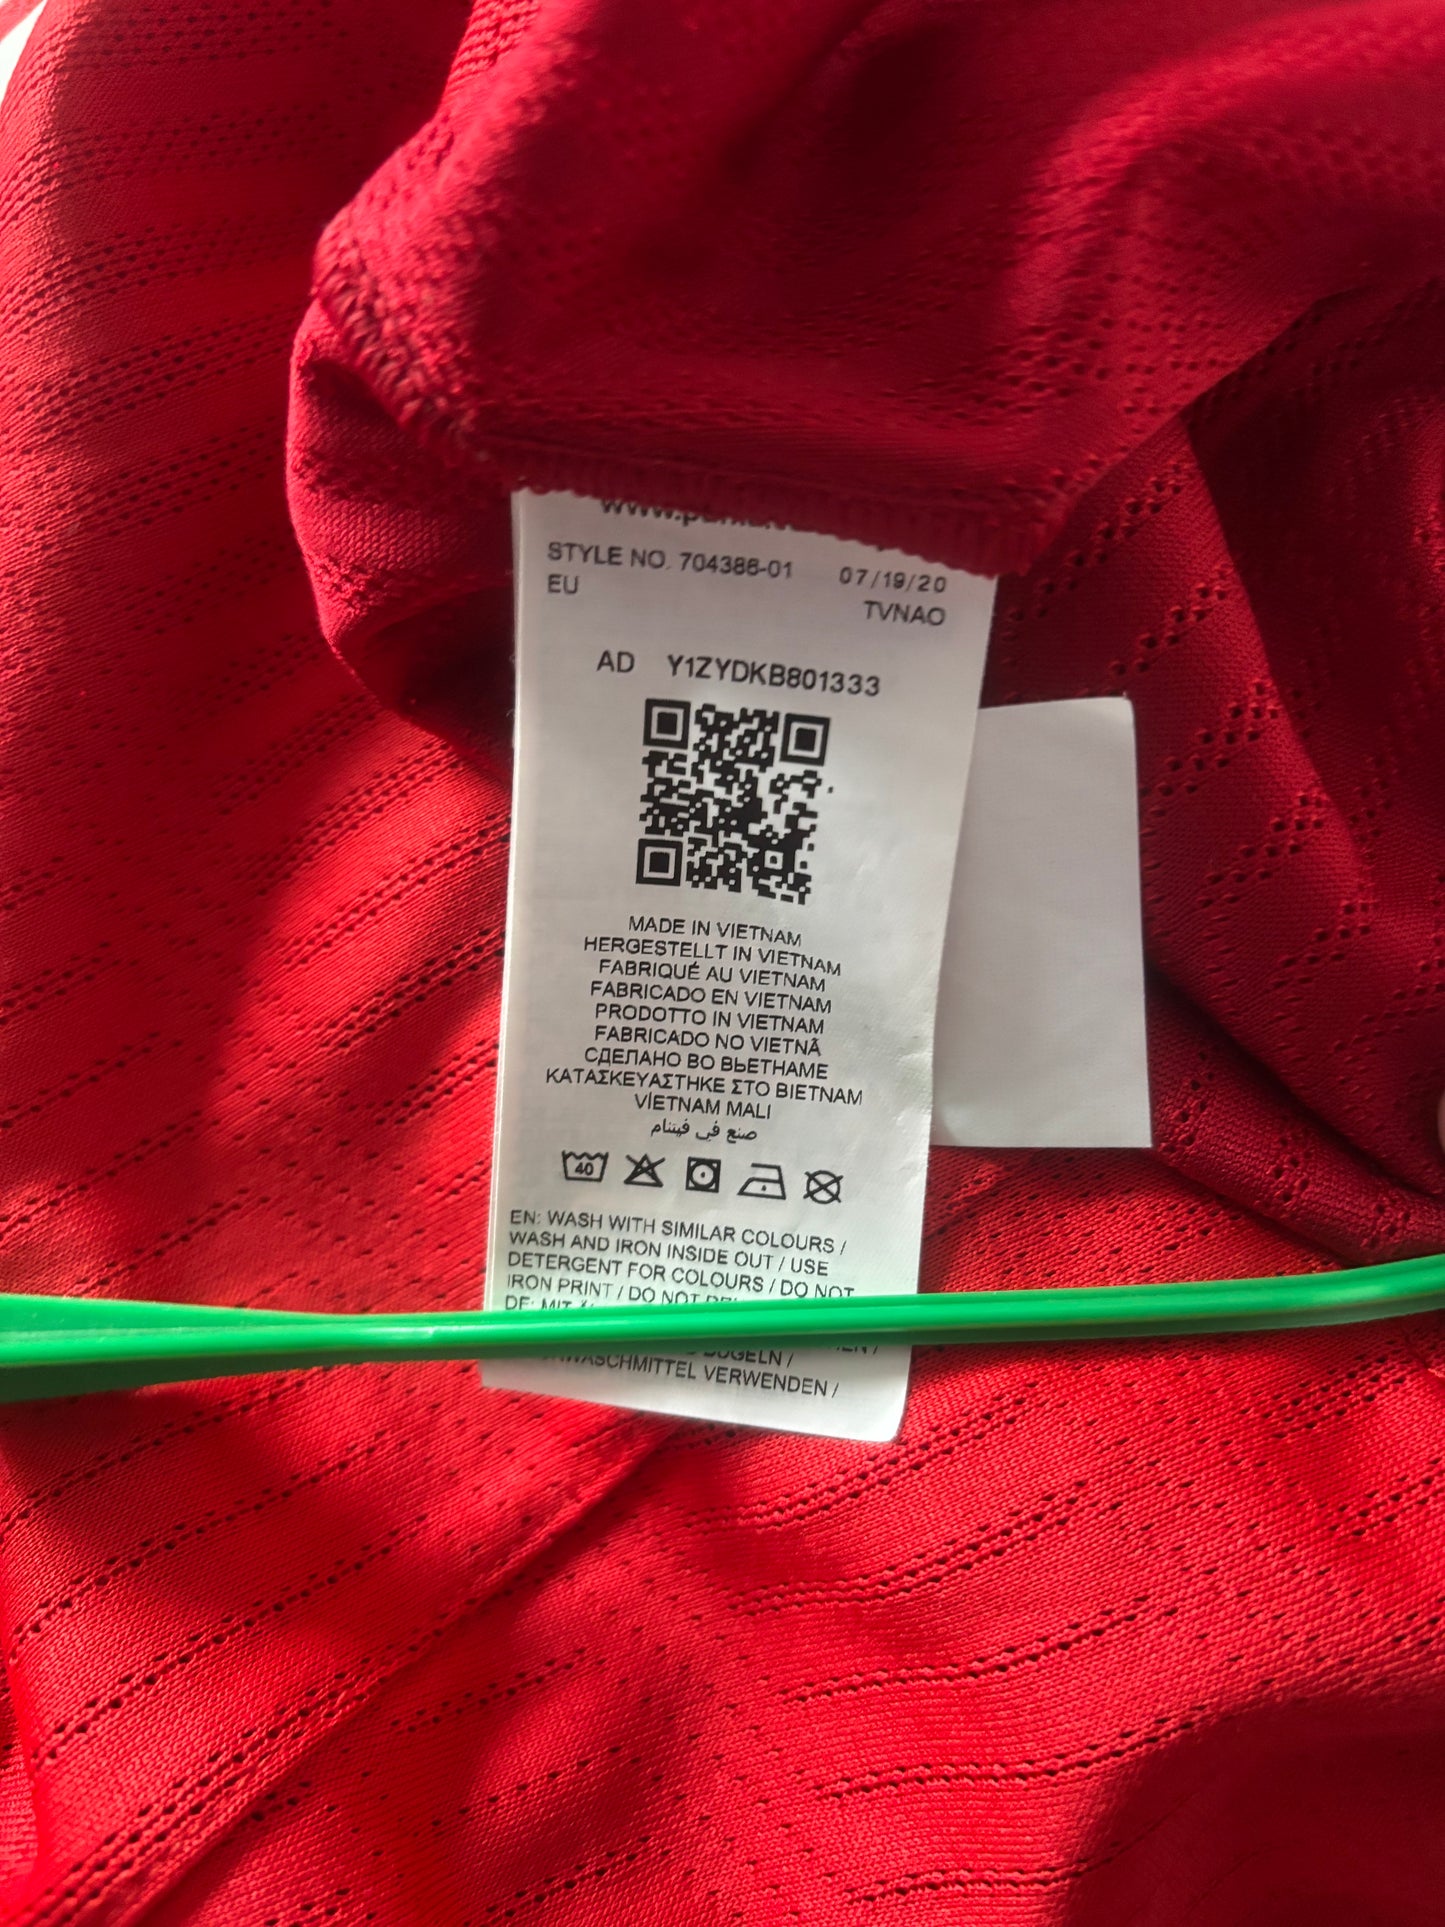 STYLE NO. 704386-01 07/19/20
EU TVNAO
AD Y1ZYDKB801333
MADE IN VIETNAM
HERGESTELLT IN VIETNAM
FABRIQUÉ AU VIETNAM
FABRICADO EN VIETNAM
PRODOTTO IN VIETNAM
FABRICADO NO VIETNÃ
СДЕЛАНО ВО ВЬЕТНАМЕ
ΚΑΤΑΣΚΕΥΑΣΤΗΚΕ ΣΤΟ ΒΙΕΤΝΑΜ
VİETNAM MALI
صنع في فيتنام
40
EN: WASH WITH SIMILAR COLOURS /
WASH AND IRON INSIDE OUT / USE
DETERGENT FOR COLOURS / DO NOT
IRON PRINT / DO NOT
DE: MIT
BÜGELN /
VERWENDEN /